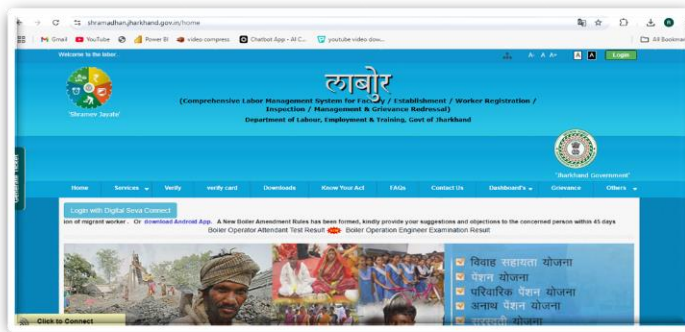 shramadhan.jharkhand.gov.in/home
Gmail YouTube Power BI video compress Chatbot App - AI C... youtube video dow... All Bookmar
Welcome to the labor.. A- A A+ A A Login
लाबोर
'Shramev Jayate'
(Comprehensive Labor Management System for Factory / Establishment / Worker Registration /
Inspection / Management & Grievance Redressal)
Department of Labour, Employment & Training, Govt of Jharkhand
'Jharkhand Government'
Generate Ticket
Home Services Verify verify card Downloads Know Your Act FAQs Contact Us Dashboard's Grievance Others
Login with Digital Seva Connect
ion of migrant worker . Or download Android App. A New Boiler Amendment Rules has been formed, kindly provide your suggestions and objections to the concerned person within 45 days
Boiler Operator Attendant Test Result Boiler Operation Engineer Examination Result
विवाह सहायता योजना
पेंशन योजना
परिवारिक पेंशन योजना
अनाथ पेंशन योजना
योजना
Click to Connect